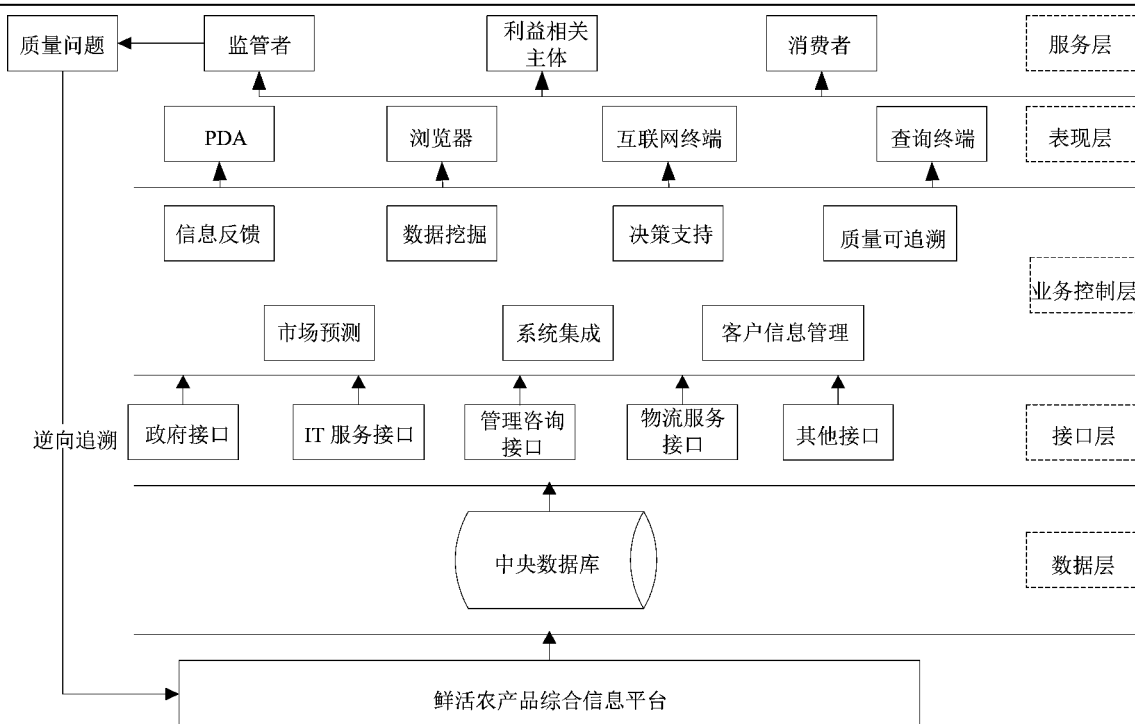 质量问题
监管者
利益相关
主体
消费者
服务层
PDA
浏览器
互联网终端
查询终端
表现层
信息反馈
数据挖掘
决策支持
质量可追溯
业务控制层
市场预测
系统集成
客户信息管理
逆向追溯
政府接口
IT 服务接口
管理咨询
接口
物流服务
接口
其他接口
接口层
中央数据库
数据层
鲜活农产品综合信息平台